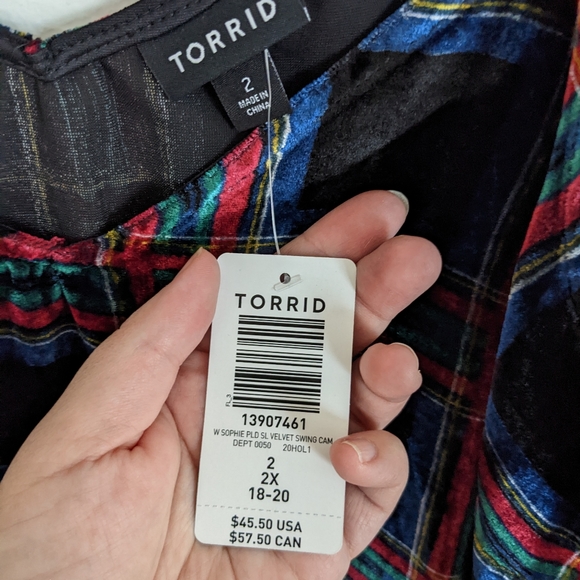 TORRID
2
MADE IN
CHINA
TORRID
13907461
W SOPHIE PLD SL VELVET SWING CAM
DEPT 0050 20HOL1
2
2X
18-20
$45.50 USA
$57.50 CAN